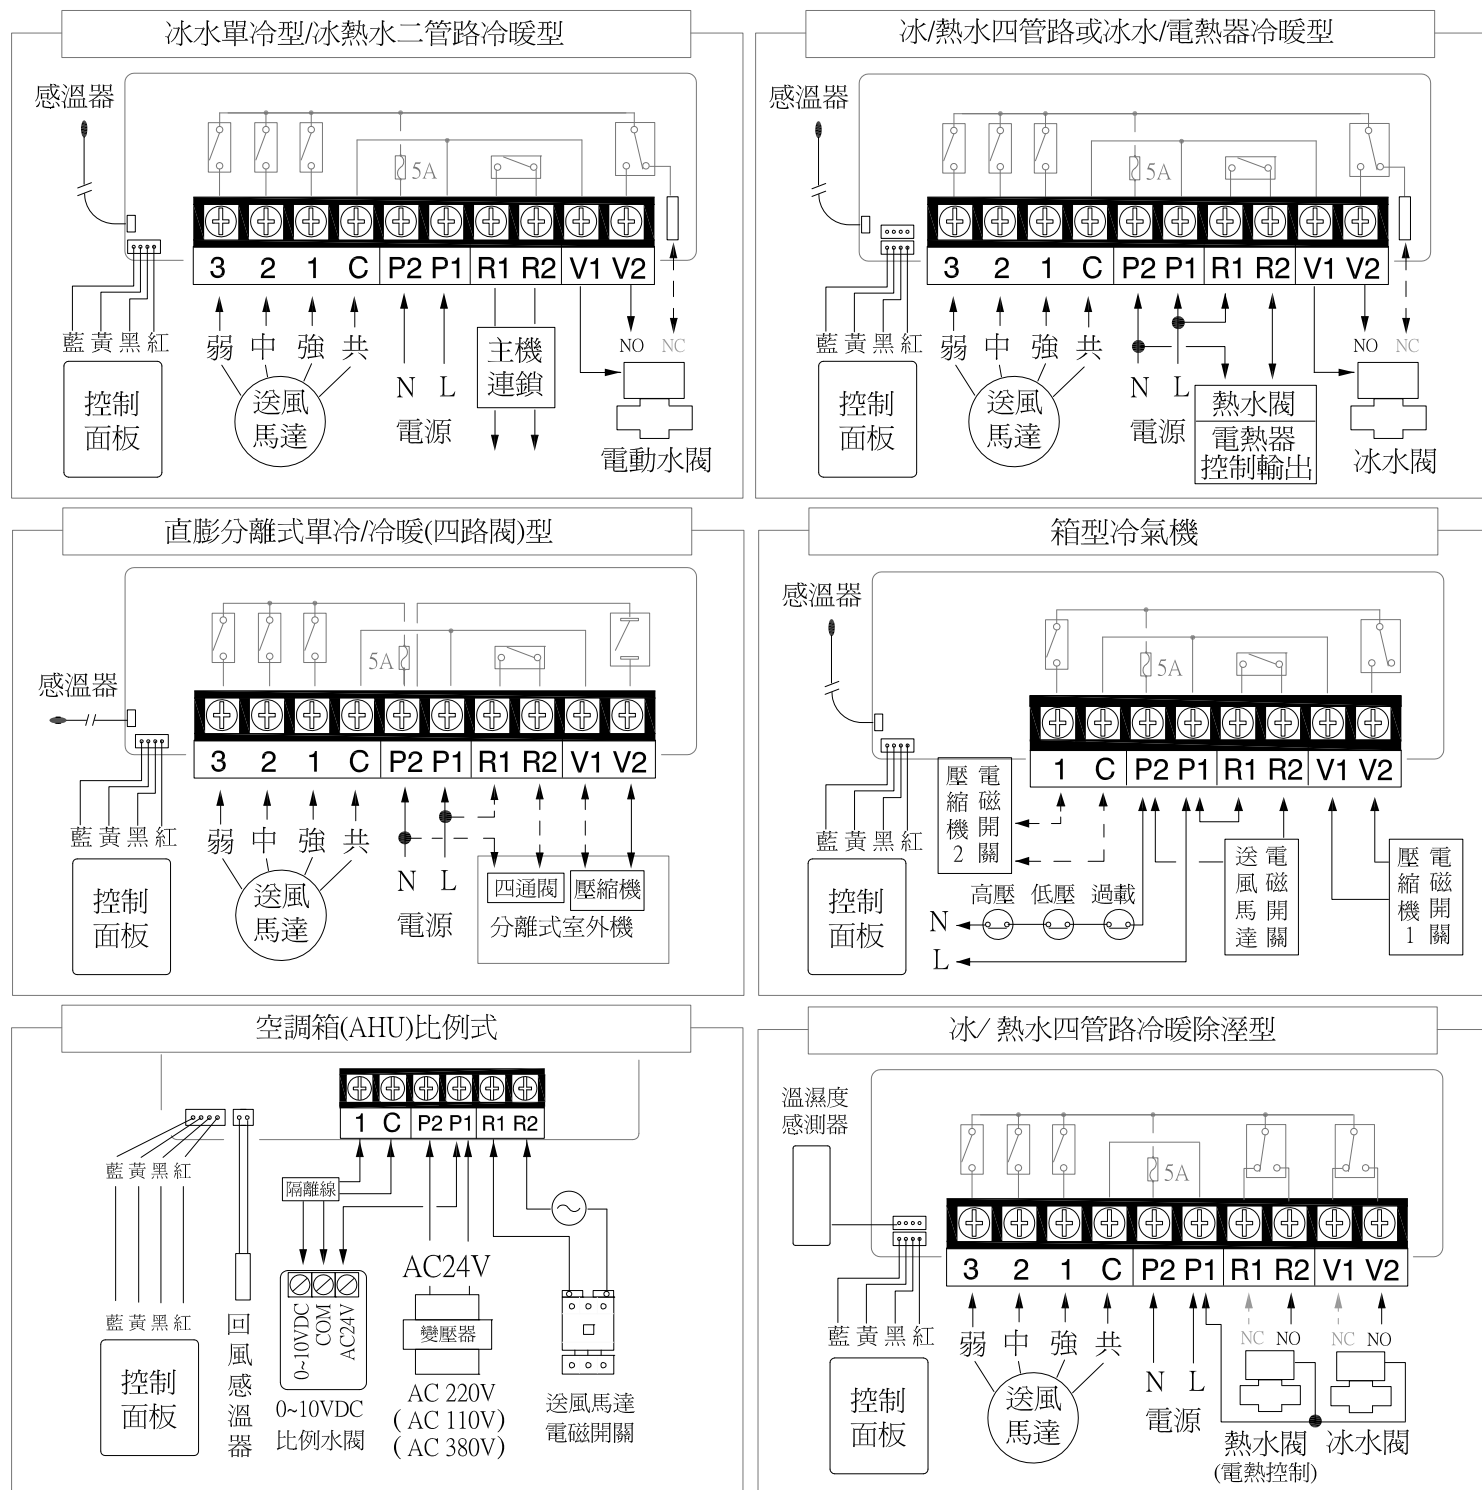 冰水單冷型/冰熱水二管路冷暖型
感溫器
5A
3 2 1 C P2 P1 R1 R2 V1 V2
藍 黃 黑 紅
弱 中 強 共
NO NC
控制
面板
送風
馬達
N L
電源
主機
連鎖
電動水閥
冰/熱水四管路或冰水/電熱器冷暖型
感溫器
5A
3 2 1 C P2 P1 R1 R2 V1 V2
藍 黃 黑 紅
弱 中 強 共
NO NC
控制
面板
送風
馬達
N L
電源
熱水閥
電熱器
控制輸出
冰水閥
直膨分離式單冷/冷暖(四路閥)型
感溫器
5A
3 2 1 C P2 P1 R1 R2 V1 V2
藍 黃 黑 紅
弱 中 強 共
控制
面板
送風
馬達
N L
電源
四通閥 壓縮機
分離式室外機
箱型冷氣機
感溫器
5A
1 C P2 P1 R1 R2 V1 V2
藍 黃 黑 紅
控制
面板
電磁開關
壓縮機2
高壓 低壓 過載
N
L
電磁開關
送風馬達
電磁開關
壓縮機1
空調箱(AHU)比例式
1 C P2 P1 R1 R2
藍 黃 黑 紅
藍 黃 黑 紅
控制
面板
回風感溫器
隔離線
0~10VDC
COM
AC24V
0~10VDC
比例水閥
AC24V
變壓器
AC 220V
( AC 110V)
( AC 380V)
送風馬達
電磁開關
冰/ 熱水四管路冷暖除溼型
溫濕度
感測器
5A
3 2 1 C P2 P1 R1 R2 V1 V2
藍 黃 黑 紅
弱 中 強 共
NC NO NC NO
控制
面板
送風
馬達
N L
電源
熱水閥 冰水閥
(電熱控制)